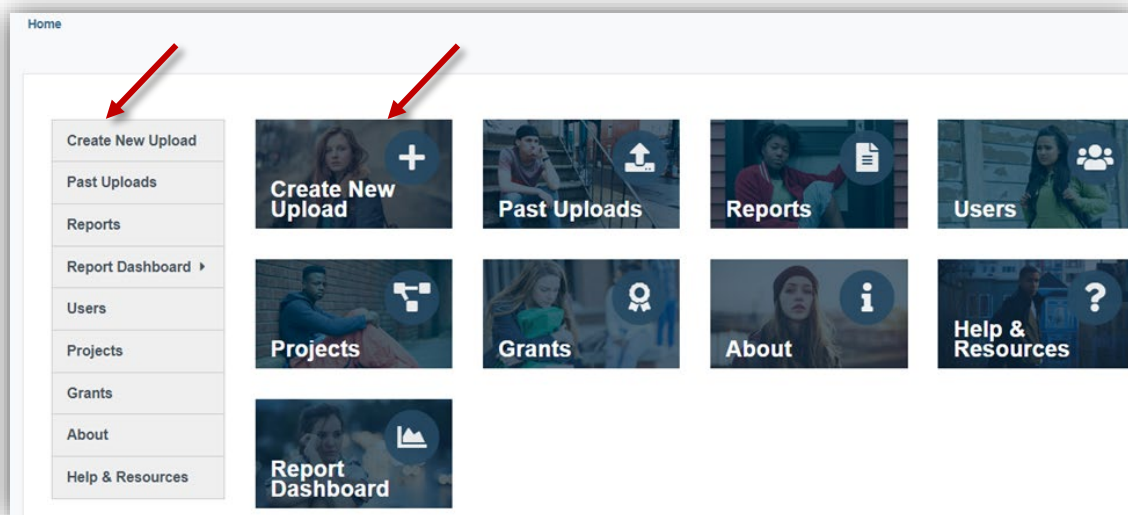 Home
Create New Upload
Past Uploads
Reports
Report Dashboard
Users
Projects
Grants
About
Help & Resources
Create New
Upload
Past Uploads
Reports
Users
Projects
Grants
About
Help &
Resources
Report
Dashboard